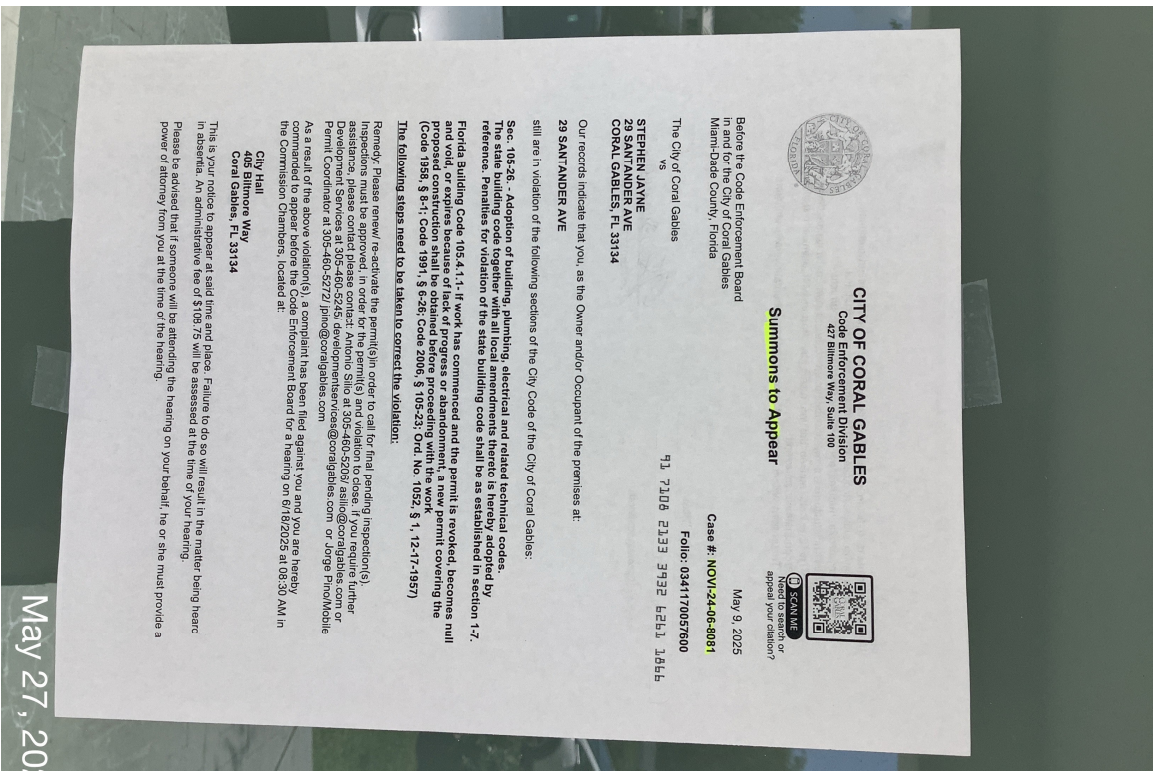 CITY OF CORAL GABLES
Code Enforcement Division
427 Biltmore Way, Suite 100
Summons to Appear
SCAN ME
Need to search or
appeal your citation?
Before the Code Enforcement Board
in and for the City of Coral Gables
Miami-Dade County, Florida
May 9, 2025
Case #: NOVI-24-06-8081
The City of Coral Gables
vs
Folio: 0341170057600
91 7108 2133 3932 6261 1866
STEPHEN JAYNE
29 SANTANDER AVE
CORAL GABLES, FL 33134
Our records indicate that you, as the Owner and/or Occupant of the premises at:
29 SANTANDER AVE
still are in violation of the following sections of the City Code of the City of Coral Gables:
Sec. 105-26. - Adoption of building, plumbing, electrical and related technical codes.
The state building code together with all local amendments thereto is hereby adopted by
reference. Penalties for violation of the state building code shall be as established in section 1-7.
Florida Building Code 105.4.1.1- If work has commenced and the permit is revoked, becomes null
and void, or expires because of lack of progress or abandonment, a new permit covering the
proposed construction shall be obtained before proceeding with the work
(Code 1958, § 8-1; Code 1991, § 6-26; Code 2006, § 105-23; Ord. No. 1052, § 1, 12-17-1957)
The following steps need to be taken to correct the violation:
Remedy: Please renew/ re-activate the permit(s)in order to call for final pending inspection(s).
Inspections must be approved, in order for the permit(s) and violation to close. if you require further
assistance, please contact please contact: Antonio Silio at 305-460-5206/ asilio@coralgables.com or
Development Services at 305-460-5245/ developmentservices@coralgables.com or Jorge Pino/Mobile
Permit Coordinator at 305-460-5272/ jpino@coralgables.com
As a result of the above violation(s), a complaint has been filed against you and you are hereby
commanded to appear before the Code Enforcement Board for a hearing on 6/18/2025 at 08:30 AM in
the Commission Chambers, located at:
City Hall
405 Biltmore Way
Coral Gables, FL 33134
This is your notice to appear at said time and place. Failure to do so will result in the matter being hearc
in absentia. An administrative fee of $108.75 will be assessed at the time of your hearing.
Please be advised that if someone will be attending the hearing on your behalf, he or she must provide a
power of attorney from you at the time of the hearing.
May 27, 202